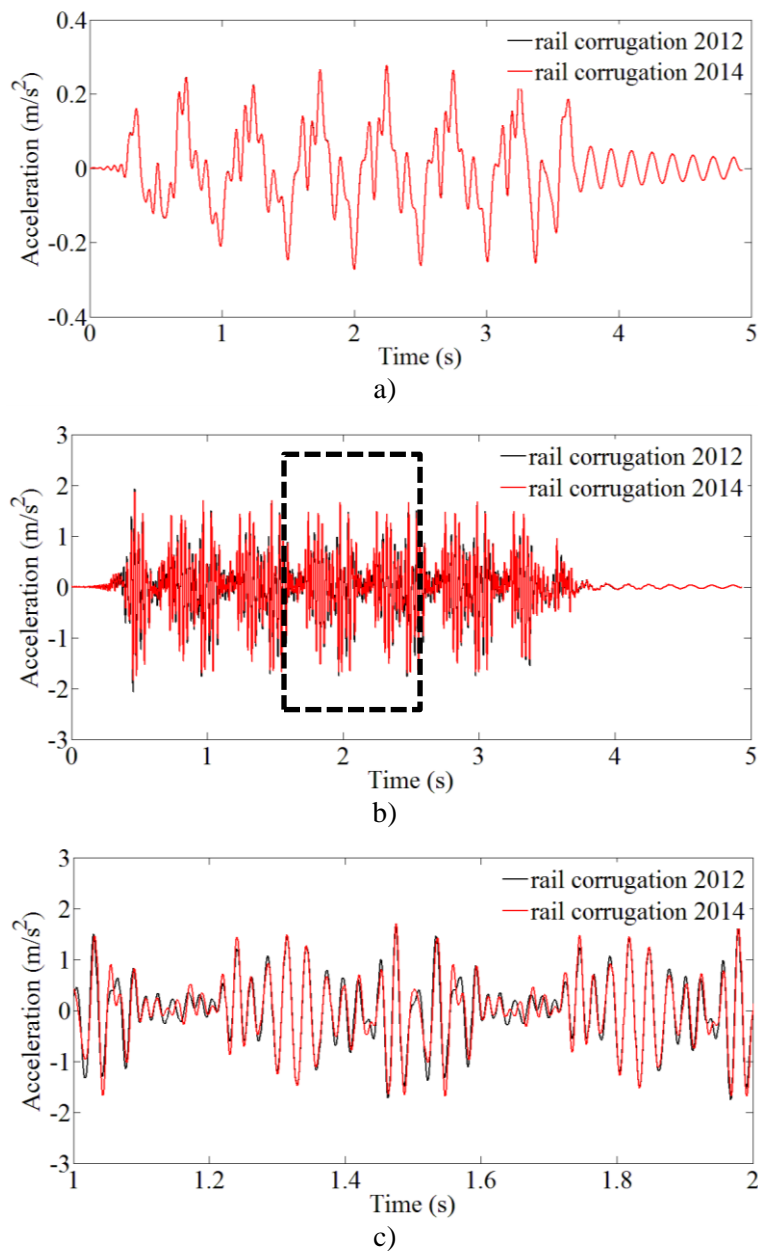 0.4
rail corrugation 2012
rail corrugation 2014
0.2
0
-0.2
-0.4
Acceleration (m/s²)
0 1 2 3 4 5
Time (s)
a)
3
rail corrugation 2012
rail corrugation 2014
2
1
0
-1
-2
-3
Acceleration (m/s²)
0 1 2 3 4 5
Time (s)
b)
3
rail corrugation 2012
rail corrugation 2014
2
1
0
-1
-2
-3
Acceleration (m/s²)
1 1.2 1.4 1.6 1.8 2
Time (s)
c)